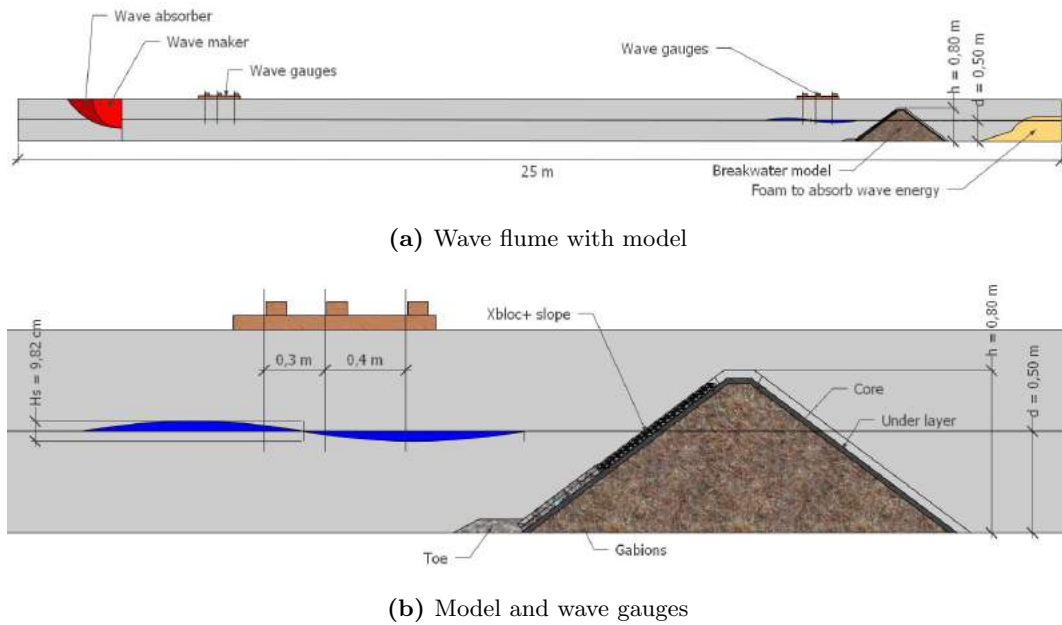 Wave absorber
Wave maker
Wave gauges
Wave gauges
h = 0,80 m
d = 0,50 m
25 m
Breakwater model
Foam to absorb wave energy
(a) Wave flume with model
Hs = 9,82 cm
0,3 m
0,4 m
Xbloc+ slope
h = 0,80 m
d = 0,50 m
Core
Under layer
Toe
Gabions
(b) Model and wave gauges